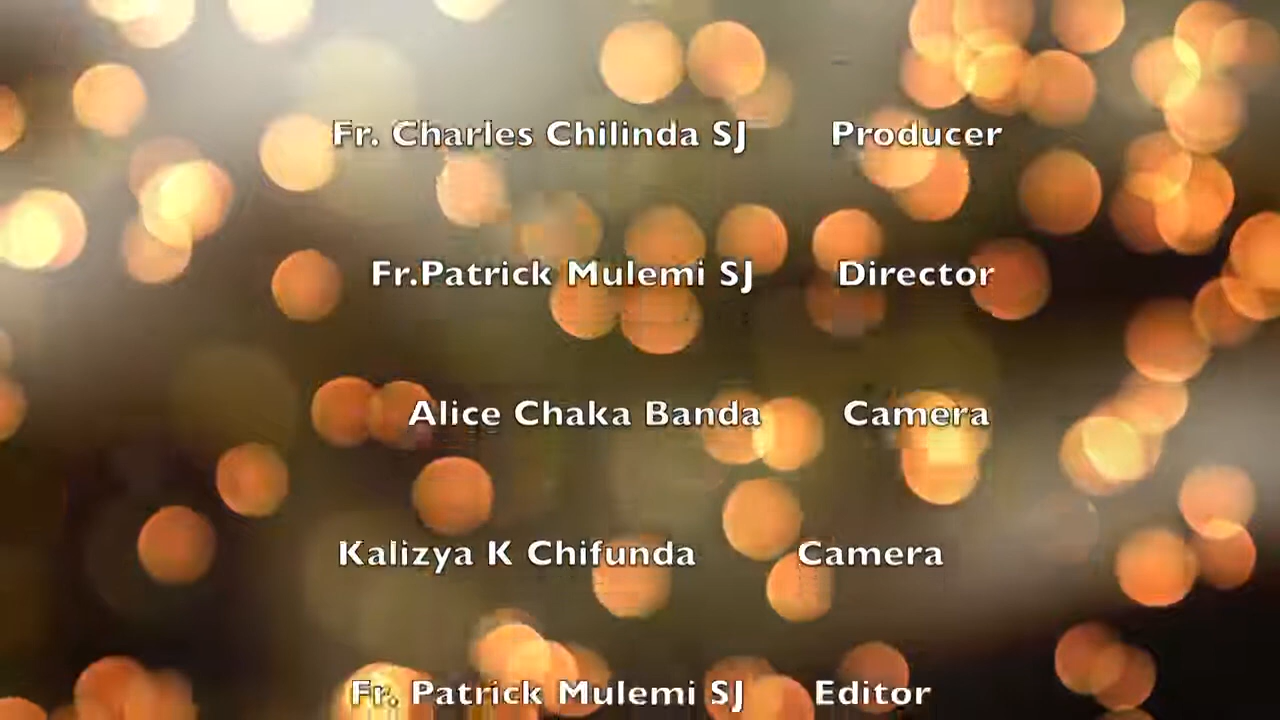 Fr. Charles Chilinda SJ Producer
Fr.Patrick Mulemi SJ Director
Alice Chaka Banda Camera
Kalizya K Chifunda Camera
Fr. Patrick Mulemi SJ Editor